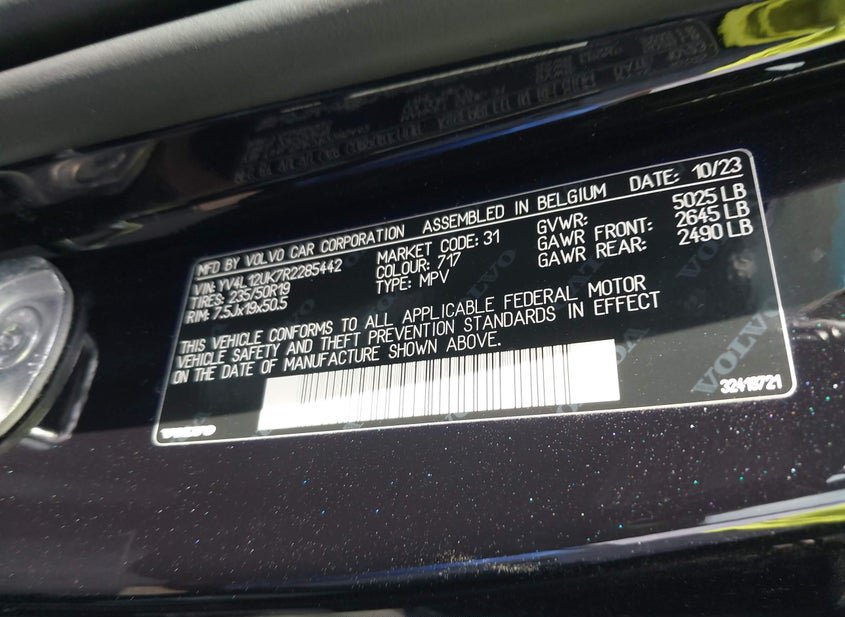 MFD BY VOLVO CAR CORPORATION ASSEMBLED IN BELGIUM DATE: 10/23
VIN: YV4L12UK7R2285442 MARKET CODE: 31 GVWR: 5025 LB
TIRES: 235/50R19 COLOUR: 717 GAWR FRONT: 2645 LB
RIM: 7.5Jx19x50.5 TYPE: MPV GAWR REAR: 2490 LB
THIS VEHICLE CONFORMS TO ALL APPLICABLE FEDERAL MOTOR
VEHICLE SAFETY AND THEFT PREVENTION STANDARDS IN EFFECT
ON THE DATE OF MANUFACTURE SHOWN ABOVE.
VOLVO
32418721